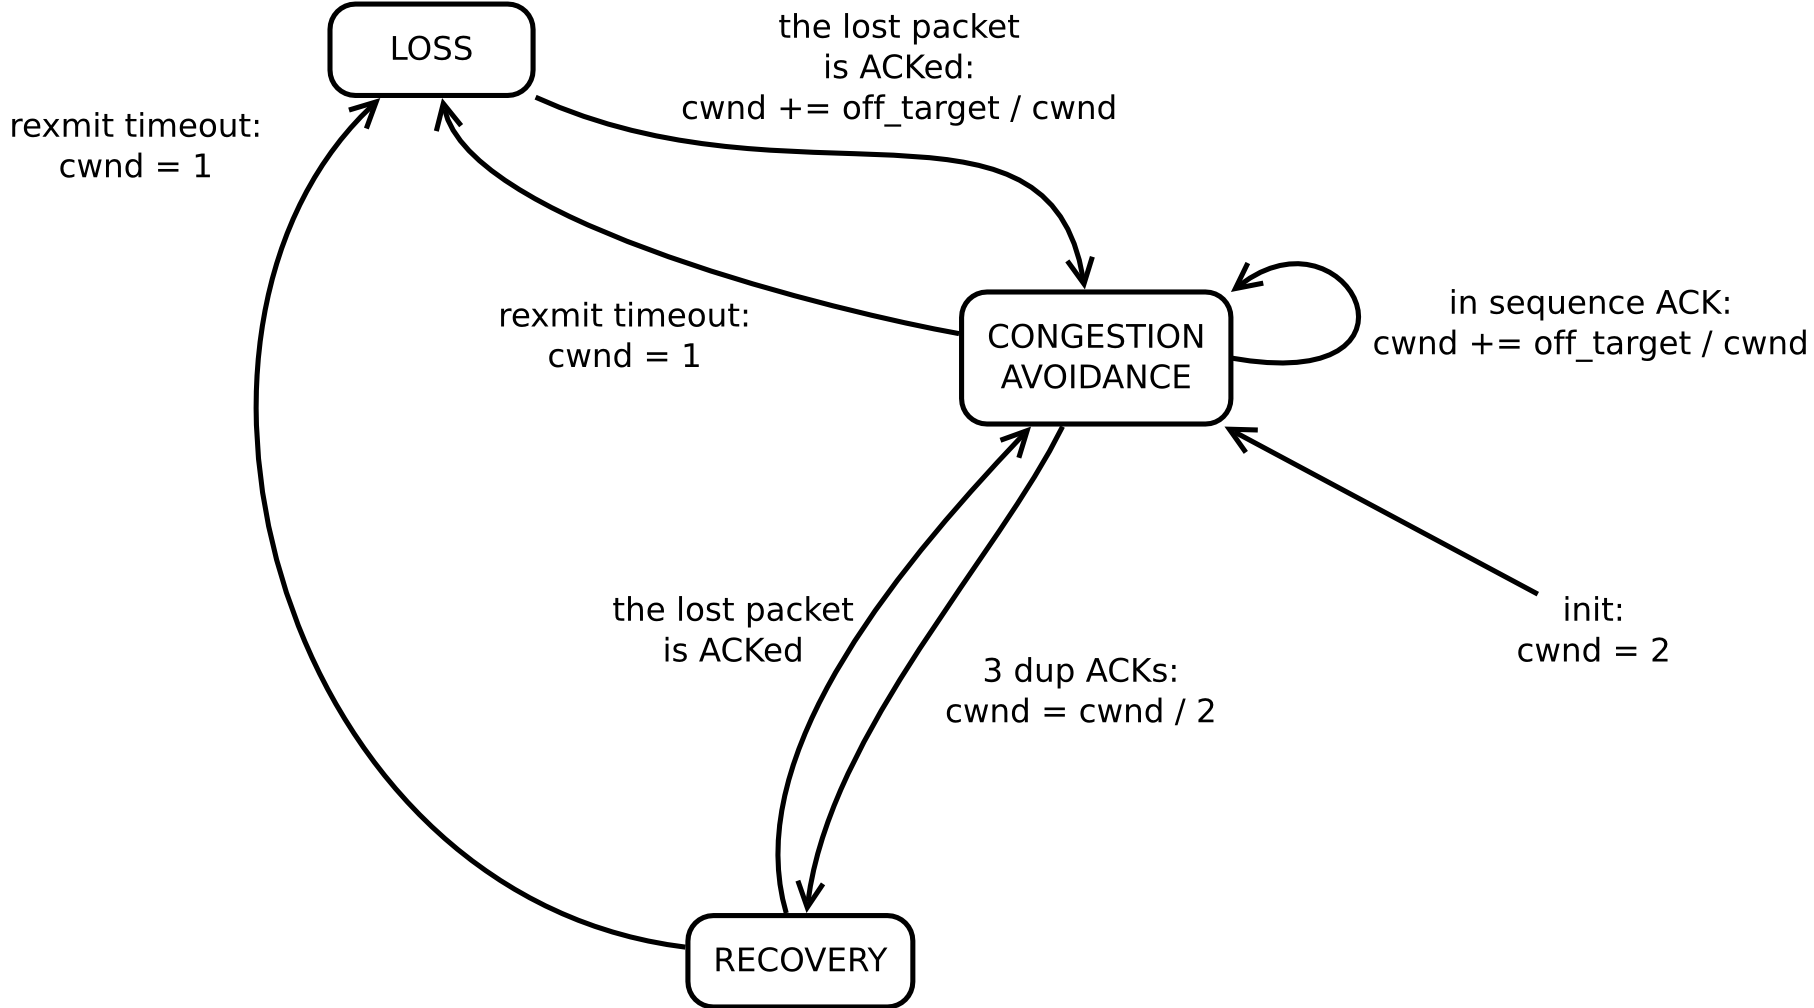 LOSS
the lost packet
is ACKed:
cwnd += off_target / cwnd
rexmit timeout:
cwnd = 1
rexmit timeout:
cwnd = 1
CONGESTION
AVOIDANCE
in sequence ACK:
cwnd += off_target / cwnd
the lost packet
is ACKed
3 dup ACKs:
cwnd = cwnd / 2
init:
cwnd = 2
RECOVERY